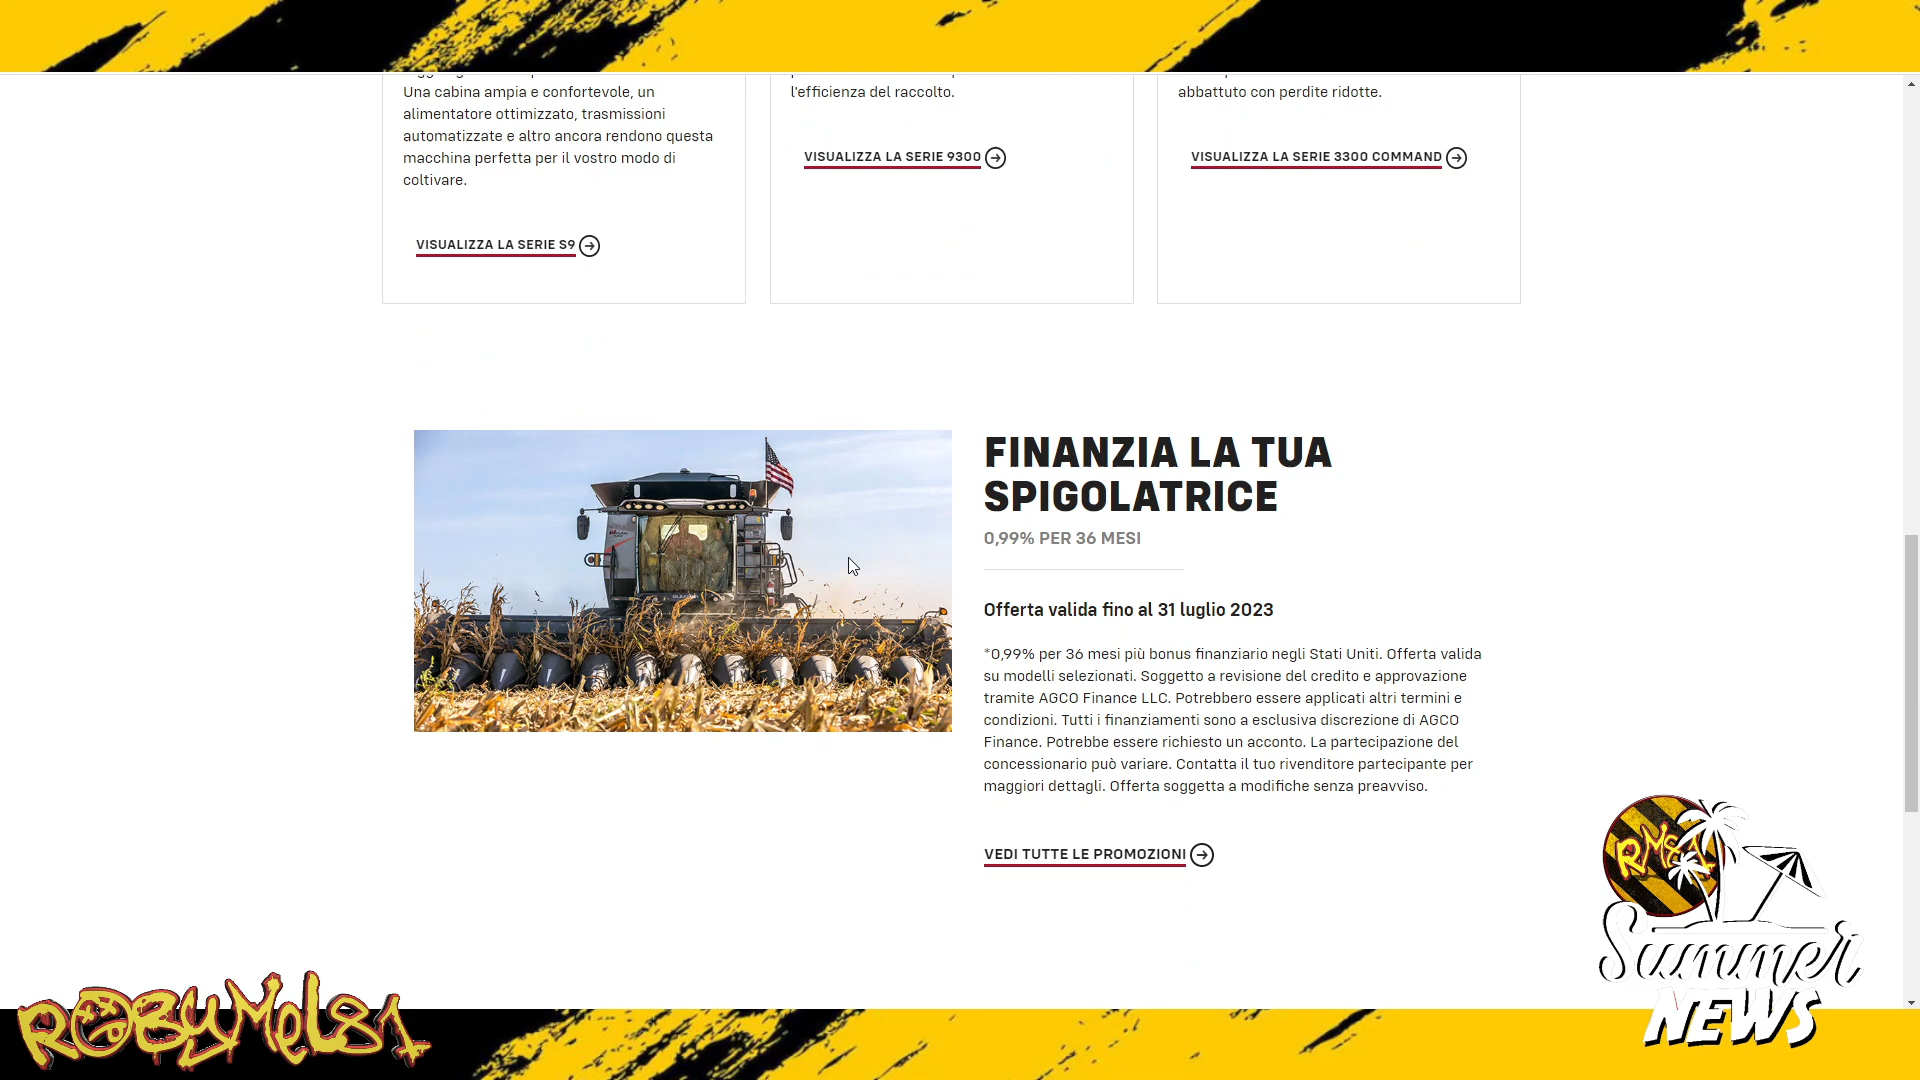 Una cabina ampia e confortevole, un
alimentatore ottimizzato, trasmissioni
automatizzate e altro ancora rendono questa
macchina perfetta per il vostro modo di
coltivare.
VISUALIZZA LA SERIE S9
l'efficienza del raccolto.
VISUALIZZA LA SERIE 9300
abbattuto con perdite ridotte.
VISUALIZZA LA SERIE 3300 COMMAND
FINANZIA LA TUA
SPIGOLATRICE
0,99% PER 36 MESI
Offerta valida fino al 31 luglio 2023
*0,99% per 36 mesi più bonus finanziario negli Stati Uniti. Offerta valida
su modelli selezionati. Soggetto a revisione del credito e approvazione
tramite AGCO Finance LLC. Potrebbero essere applicati altri termini e
condizioni. Tutti i finanziamenti sono a esclusiva discrezione di AGCO
Finance. Potrebbe essere richiesto un acconto. La partecipazione del
concessionario può variare. Contatta il tuo rivenditore partecipante per
maggiori dettagli. Offerta soggetta a modifiche senza preavviso.
VEDI TUTTE LE PROMOZIONI
RM81
Summer
NEWS
RobyMel81